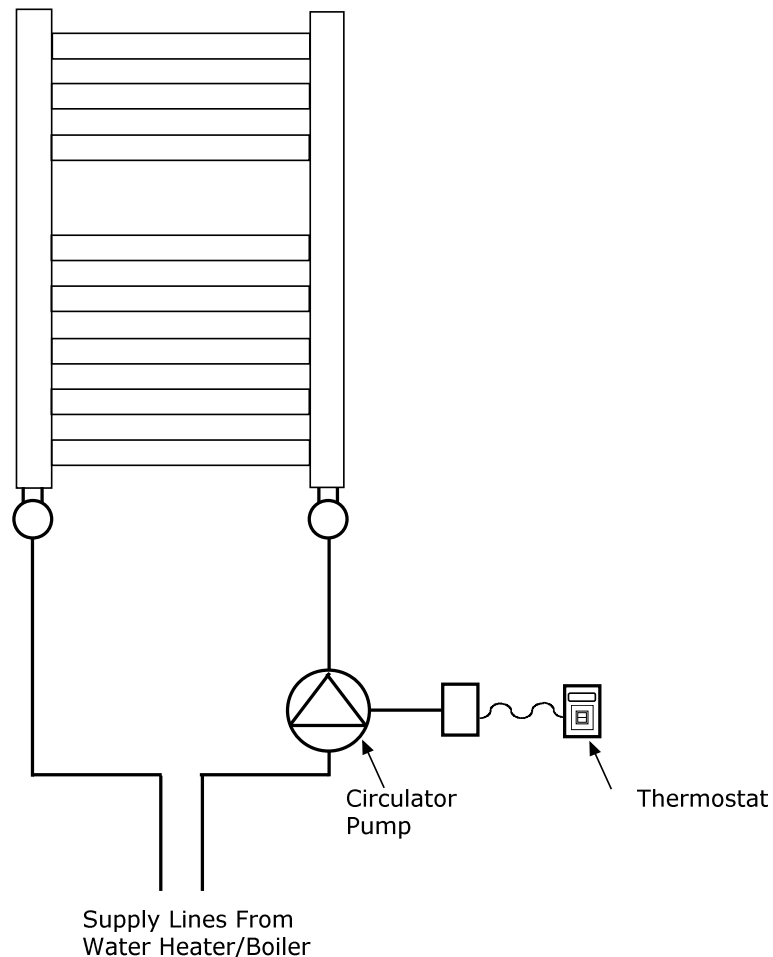 Circulator
Pump
Thermostat
Supply Lines From
Water Heater/Boiler